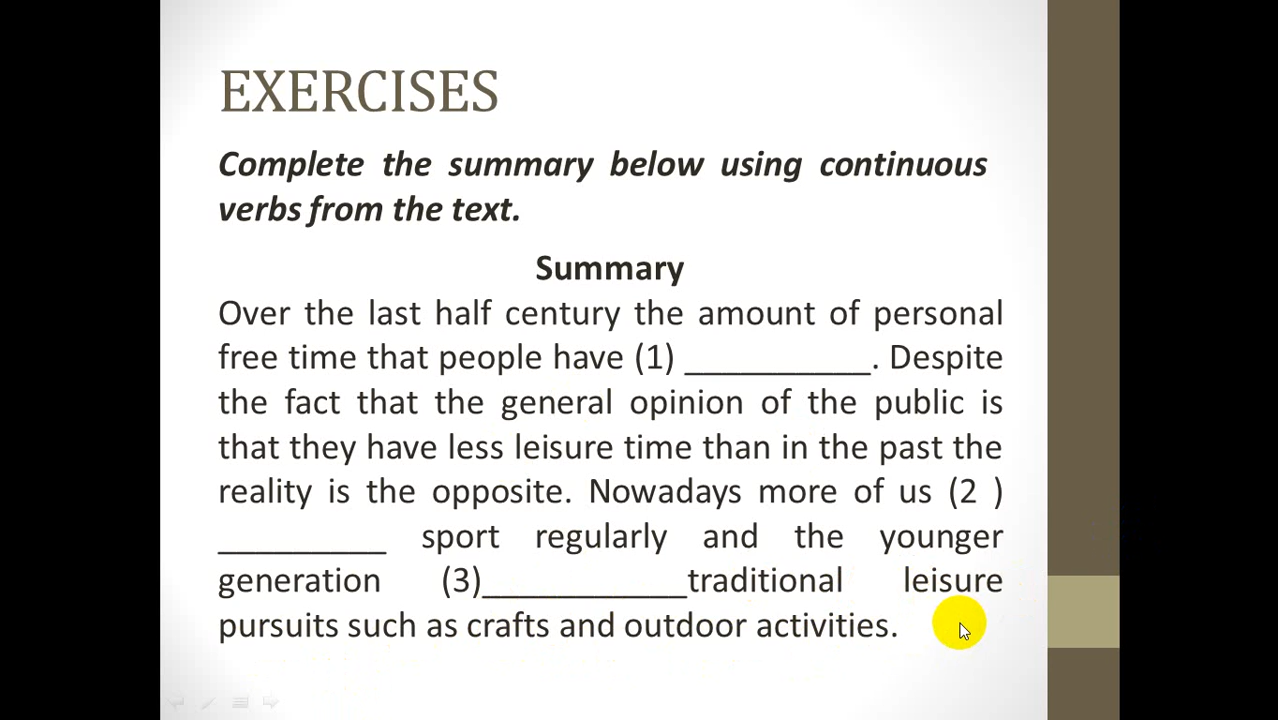 EXERCISES
Complete the summary below using continuous
verbs from the text.
Summary
Over the last half century the amount of personal
free time that people have (1) ___________. Despite
the fact that the general opinion of the public is
that they have less leisure time than in the past the
reality is the opposite. Nowadays more of us (2 )
__________ sport regularly and the younger
generation (3)____________traditional leisure
pursuits such as crafts and outdoor activities.